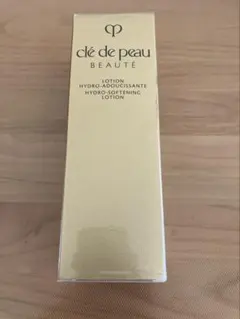 clé de peau
BEAUTÉ
LOTION
HYDRO-ADOUCISSANTE
HYDRO-SOFTENING
LOTION